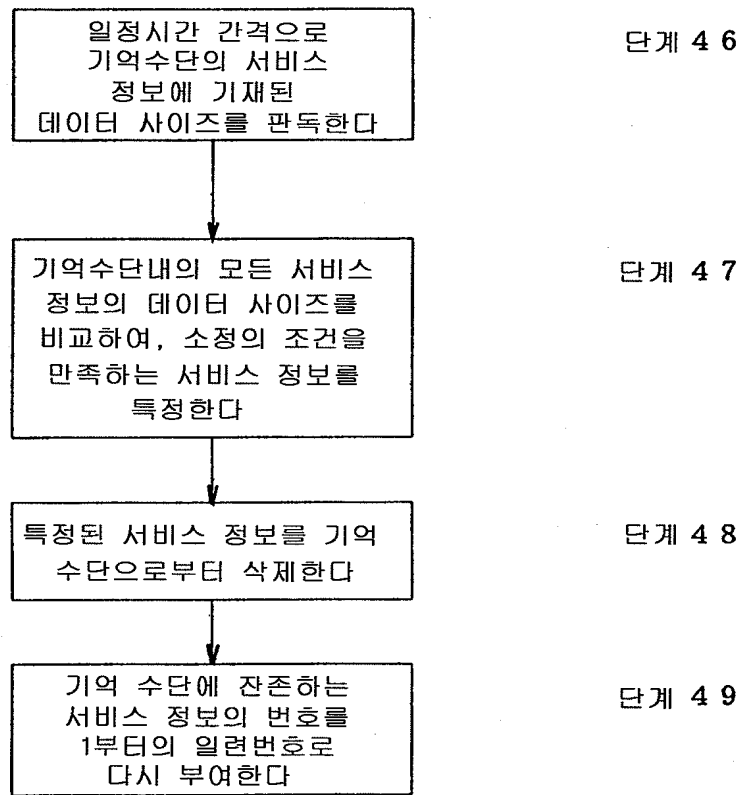 일정시간 간격으로
기억수단의 서비스
정보에 기재된
데이터 사이즈를 판독한다
단계 46
기억수단내의 모든 서비스
정보의 데이터 사이즈를
비교하여, 소정의 조건을
만족하는 서비스 정보를
특정한다
단계 47
특정된 서비스 정보를 기억
수단으로부터 삭제한다
단계 48
기억 수단에 잔존하는
서비스 정보의 번호를
1부터의 일련번호로
다시 부여한다
단계 49